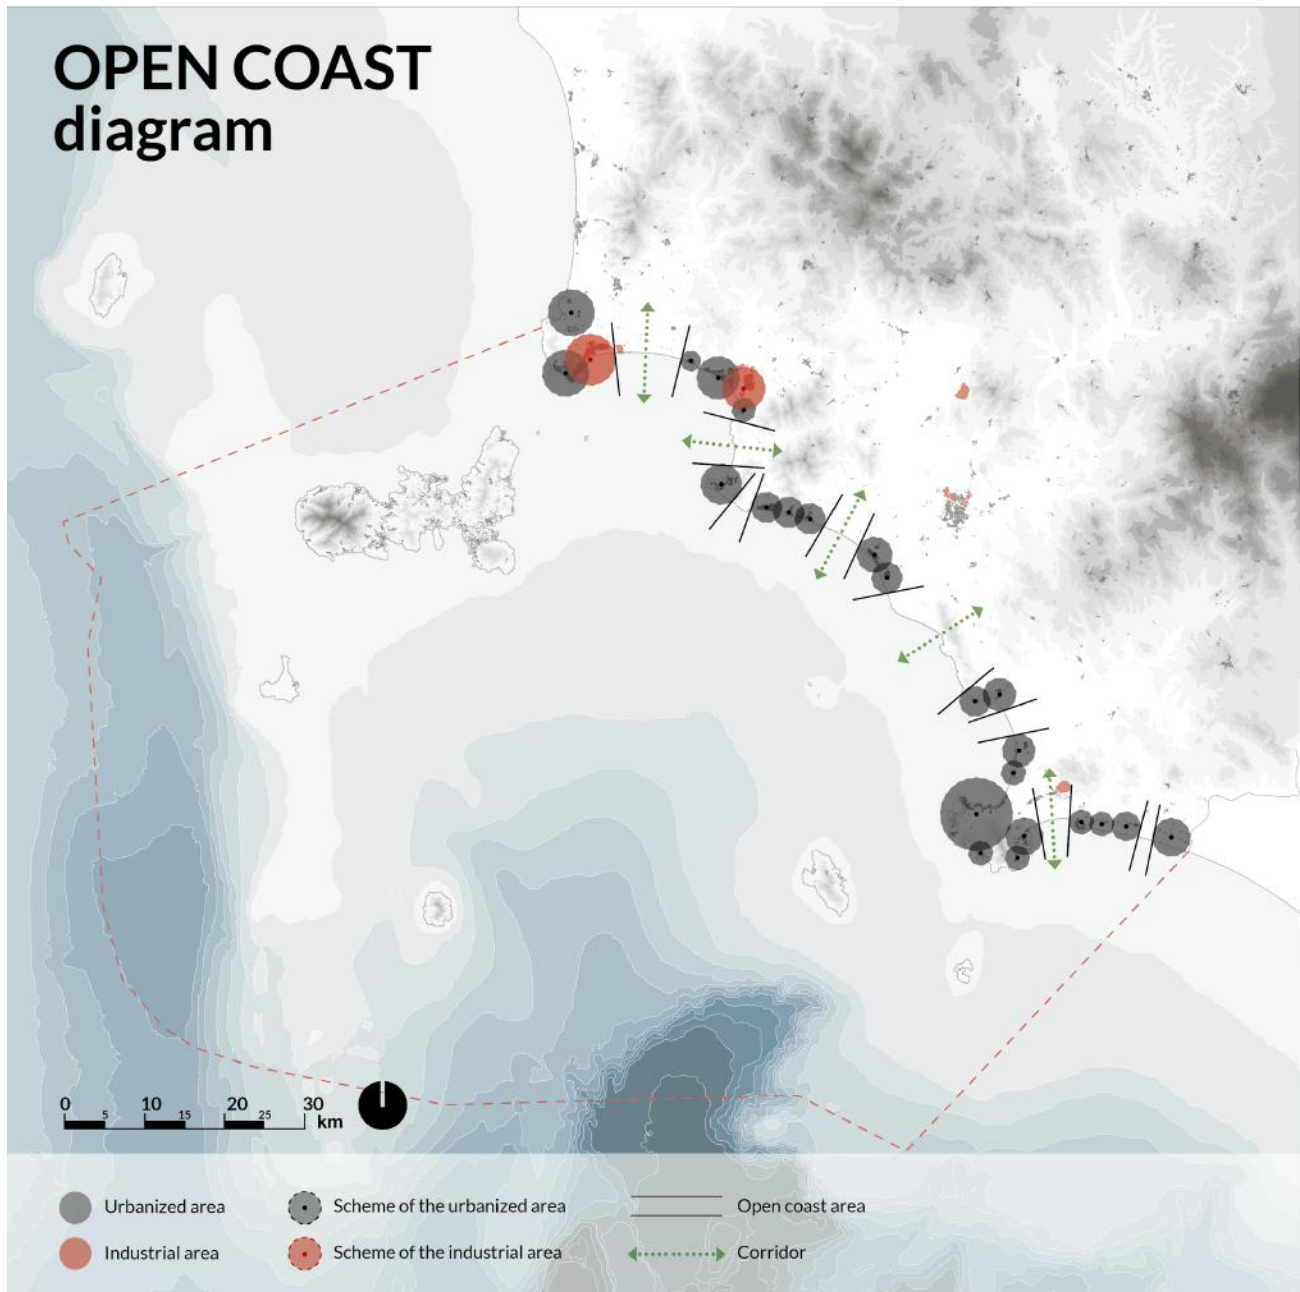 OPEN COAST
diagram
0 5 10 15 20 25 30 km
Urbanized area
Scheme of the urbanized area
Open coast area
Industrial area
Scheme of the industrial area
Corridor